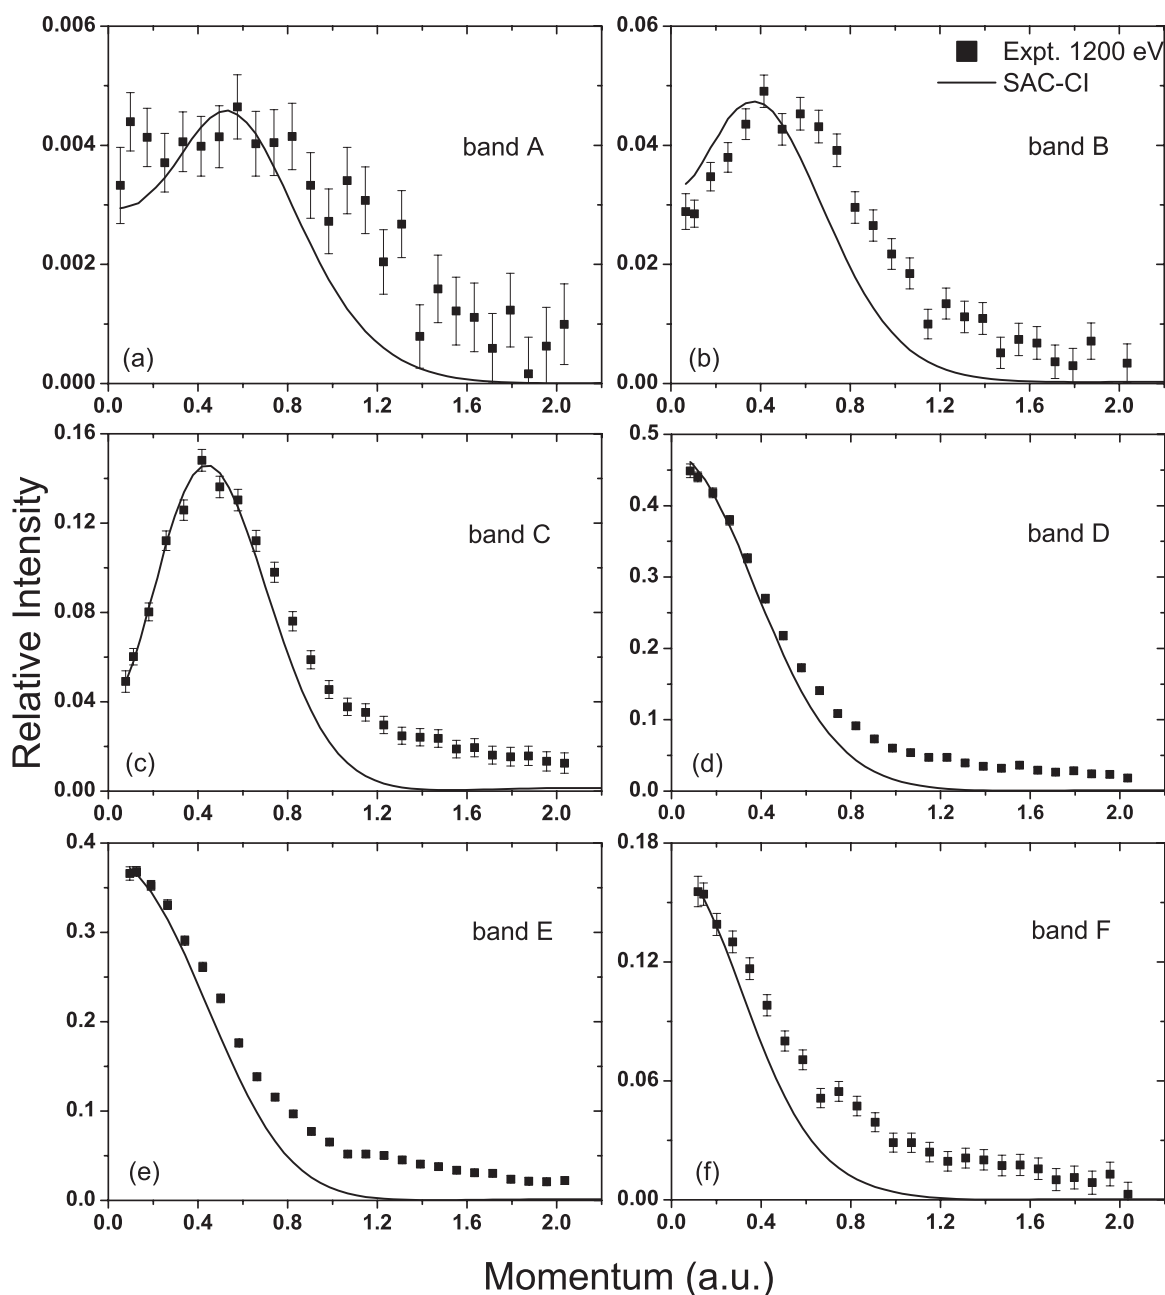 0.006
0.004
0.002
0.000
band A
(a)
0.0 0.4 0.8 1.2 1.6 2.0
0.06
0.04
0.02
0.00
Expt. 1200 eV
SAC-CI
band B
(b)
0.0 0.4 0.8 1.2 1.6 2.0
Relative Intensity
0.16
0.12
0.08
0.04
0.00
band C
(c)
0.0 0.4 0.8 1.2 1.6 2.0
0.5
0.4
0.3
0.2
0.1
0.0
band D
(d)
0.0 0.4 0.8 1.2 1.6 2.0
0.4
0.3
0.2
0.1
0.0
band E
(e)
0.0 0.4 0.8 1.2 1.6 2.0
0.18
0.12
0.06
0.00
band F
(f)
0.0 0.4 0.8 1.2 1.6 2.0
Momentum (a.u.)